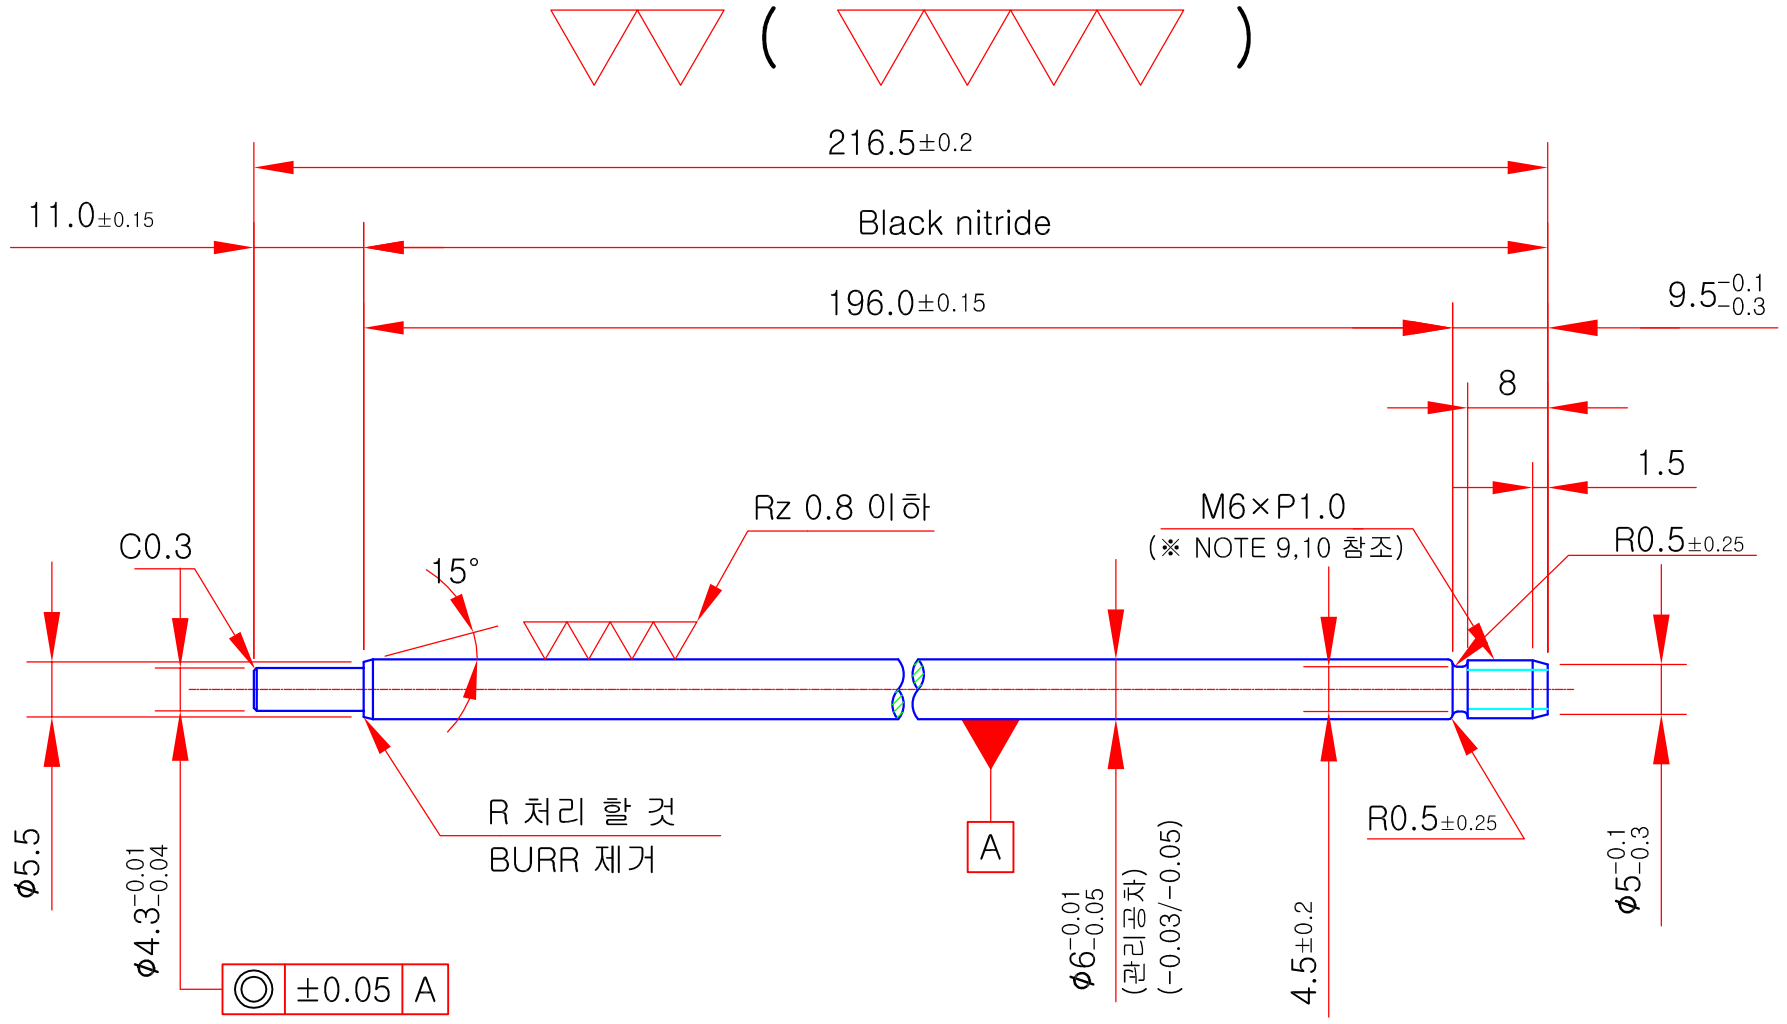 ( )
216.5±0.2
11.0±0.15
Black nitride
196.0±0.15
9.5 -0.1 -0.3
8
1.5
Rz 0.8 이하
M6×P1.0
(※ NOTE 9,10 참조)
R0.5±0.25
C0.3
15°
R 처리 할 것
BURR 제거
A
R0.5±0.25
ϕ5.5
ϕ4.3 -0.01 -0.04
ϕ6 -0.01 -0.05
(관리공차)
(-0.03/-0.05)
4.5±0.2
ϕ5 -0.1 -0.3
◎ ±0.05 A